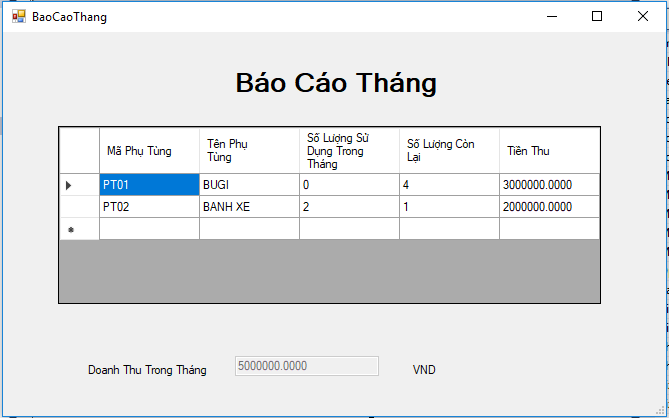 BaoCaoThang
Báo Cáo Tháng
Mã Phụ Tùng Tên Phụ Tùng Số Lượng Sử Dụng Trong Tháng Số Lượng Còn Lại Tiền Thu
PT01 BUGI 0 4 3000000.0000
PT02 BANH XE 2 1 2000000.0000
Doanh Thu Trong Tháng 5000000.0000 VND